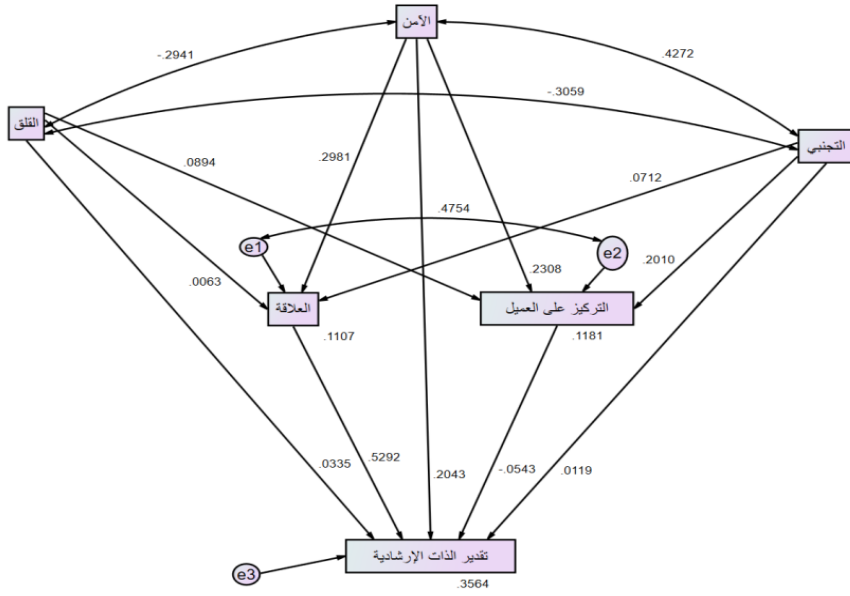 الآمن
-.2941
.4272
-.3059
القلق
التجنبي
.0894
.2981
.0712
.4754
e1
e2
.0063
.2308
.2010
العلاقة
التركيز على العميل
.1107
.1181
.0335
.5292
.2043
-.0543
.0119
تقدير الذات الإرشادية
e3
.3564